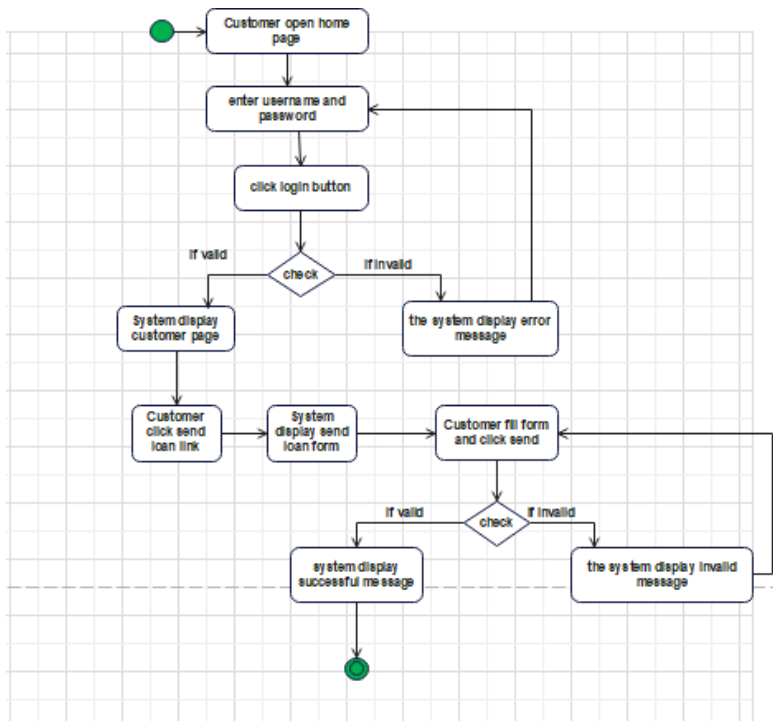 Customer open home
page
enter username and
password
click login button
if valid
check
if invalid
System display
customer page
the system display error
message
Customer
click send
loan link
System
display send
loan form
Customer fill form
and click send
if valid
check
if invalid
system display
successful message
the system display invalid
message